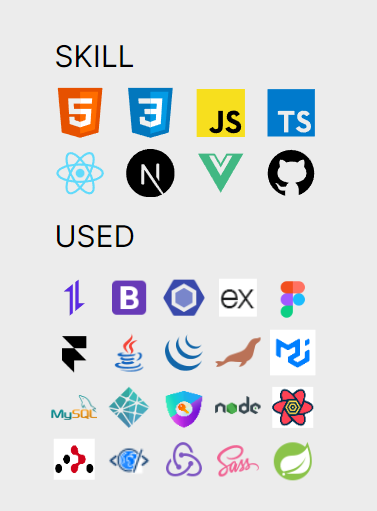 SKILL
5 3 JS TS
N
USED
B ex
MySQL node
Sass